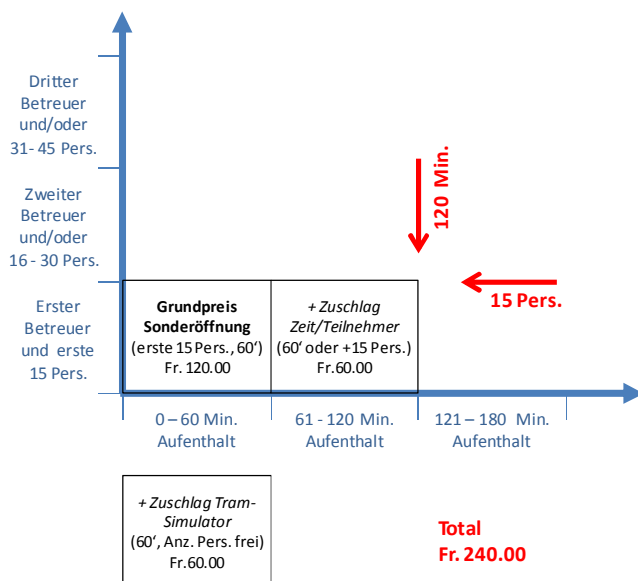 Dritter
Betreuer
und/oder
31- 45 Pers.
Zweiter
Betreuer
und/oder
16 - 30 Pers.
Erster
Betreuer
und erste
15 Pers.
120 Min.
15 Pers.
Grundpreis
Sonderöffnung
(erste 15 Pers., 60‘)
Fr. 120.00
+ Zuschlag
Zeit/Teilnehmer
(60‘ oder +15 Pers.)
Fr.60.00
0 – 60 Min.
Aufenthalt
61 - 120 Min.
Aufenthalt
121 – 180 Min.
Aufenthalt
+ Zuschlag Tram-
Simulator
(60‘, Anz. Pers. frei)
Fr.60.00
Total
Fr. 240.00